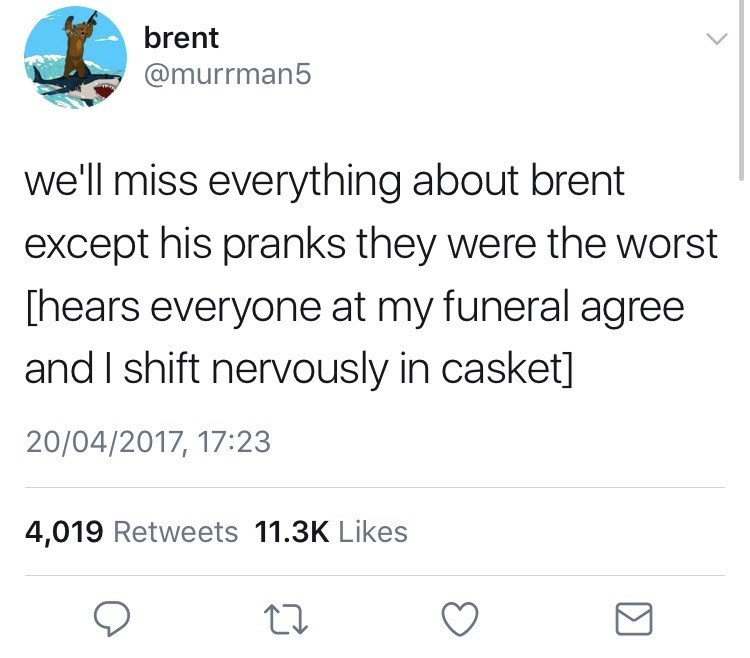 brent
@murrman5
we'll miss everything about brent
except his pranks they were the worst
[hears everyone at my funeral agree
and I shift nervously in casket]
20/04/2017, 17:23
4,019 Retweets 11.3K Likes